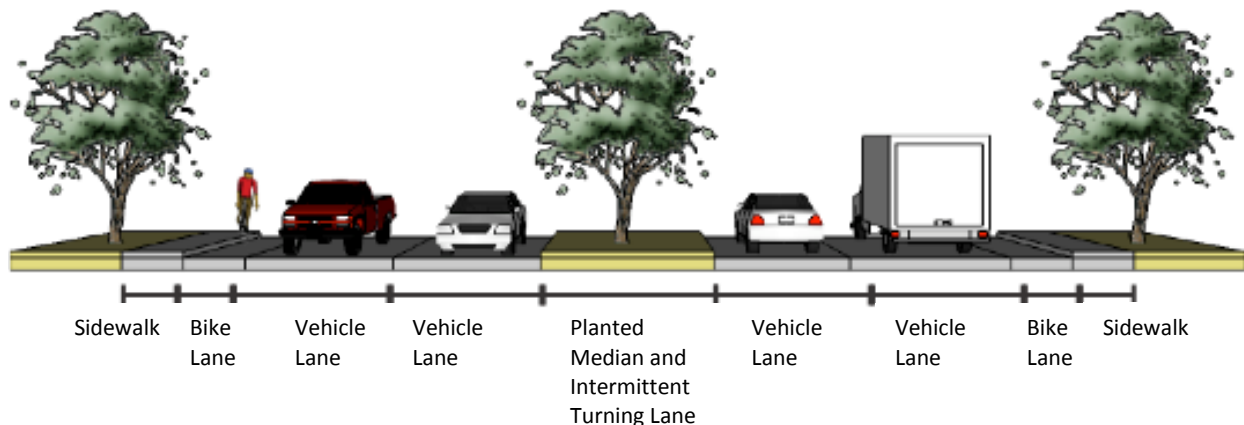 Sidewalk
Bike
Lane
Vehicle
Lane
Vehicle
Lane
Planted
Median and
Intermittent
Turning Lane
Vehicle
Lane
Vehicle
Lane
Bike
Lane
Sidewalk